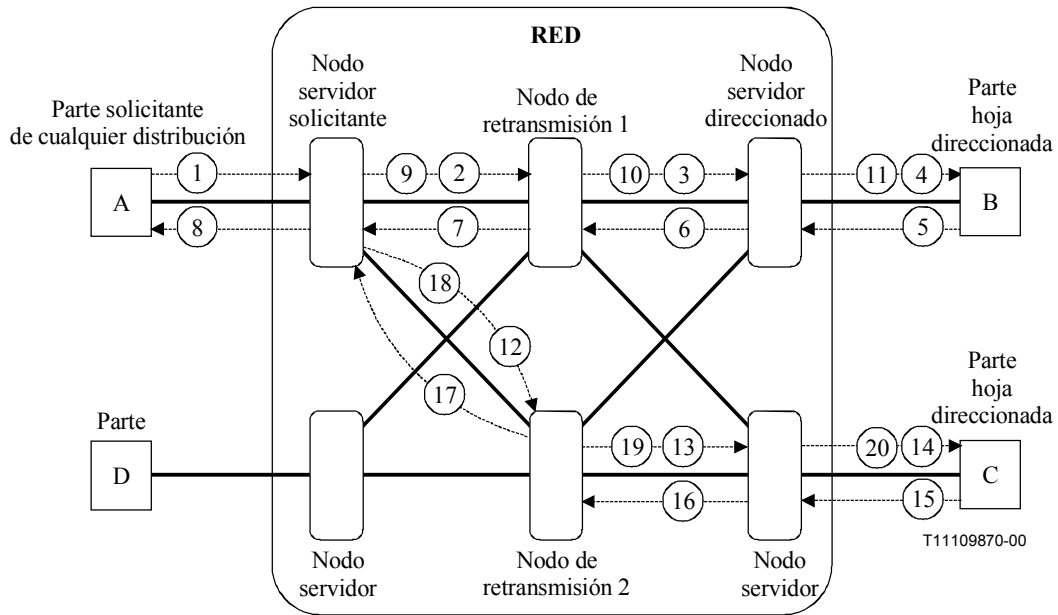 RED
Nodo
servidor
solicitante
Nodo de
retransmisión 1
Nodo
servidor
direccionado
Parte solicitante
de cualquier distribución
Parte
hoja
direccionada
1
9
2
10
3
11
4
A
B
8
7
6
5
18
12
17
Parte
Parte
hoja
direccionada
19
13
20
14
D
C
16
15
T11109870-00
Nodo
servidor
Nodo de
retransmisión 2
Nodo
servidor